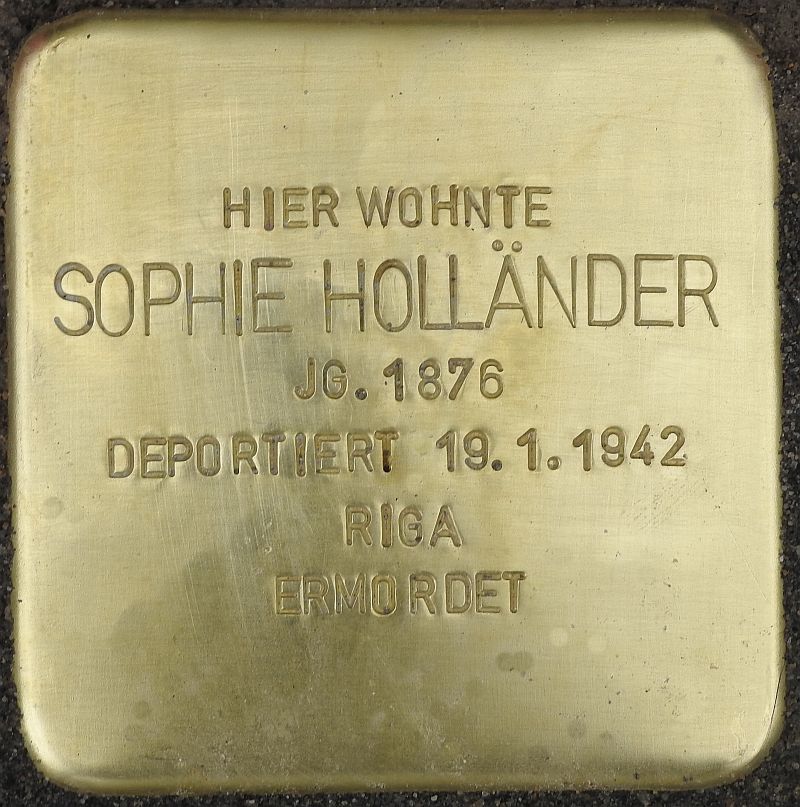 HIER WOHNTE
SOPHIE HOLLÄNDER
JG. 1876
DEPORTIERT 19.1.1942
RIGA
ERMORDET